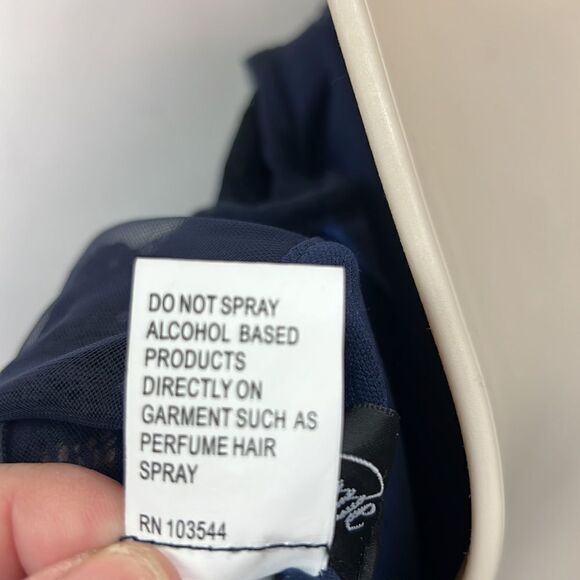 DO NOT SPRAY
ALCOHOL BASED
PRODUCTS
DIRECTLY ON
GARMENT SUCH AS
PERFUME HAIR
SPRAY
RN 103544